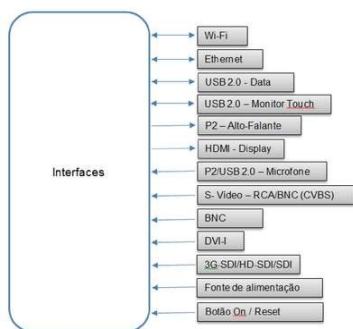 Wi-Fi
Ethernet
USB 2.0 - Data
USB 2.0 – Monitor Touch
P2 – Alto-Falante
HDMI - Display
Interfaces
P2/USB 2.0 – Microfone
S- Vídeo – RCA/BNC (CVBS)
BNC
DVI-I
3G-SDI/HD-SDI/SDI
Fonte de alimentação
Botão On / Reset